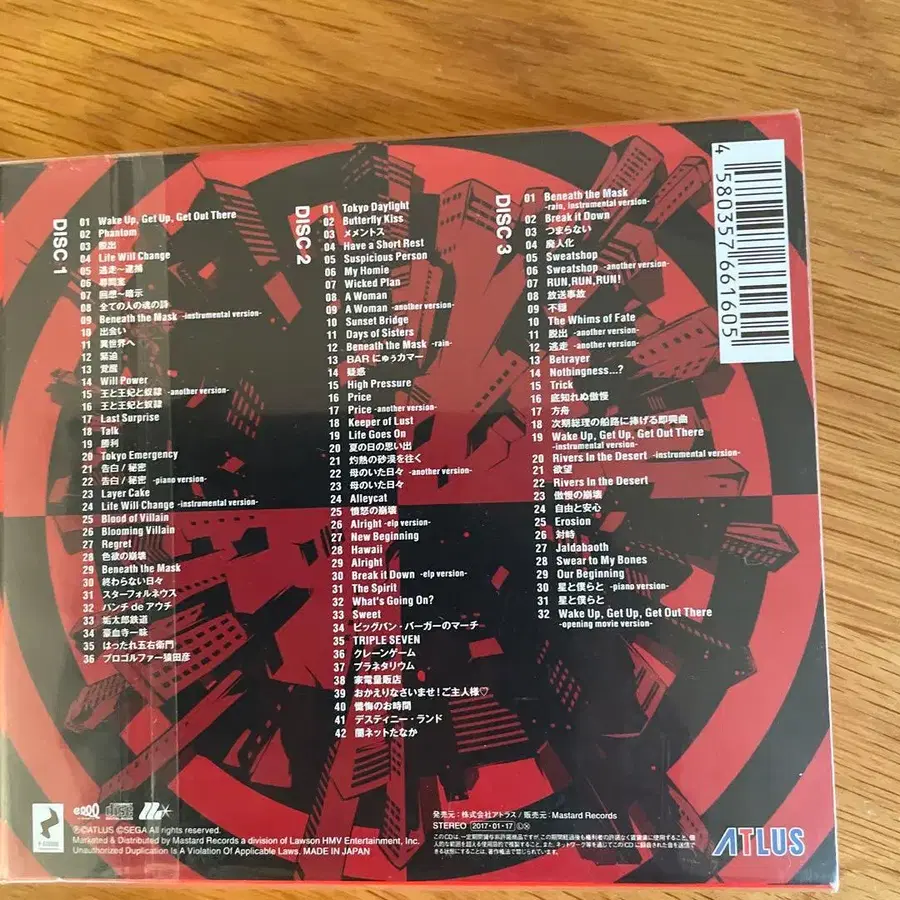 DISC 1
01 Wake Up, Get Up, Get Out There
02 Phantom
03 脱出
04 Life Will Change
05 逃走～逮捕
06 尋問室
07 回想～暗示
08 全ての人の魂の詩
09 Beneath the Mask -instrumental version-
10 出会い
11 異世界へ
12 緊迫
13 覚醒
14 Will Power
15 王と王妃と奴隷 -another version-
16 王と王妃と奴隷
17 Last Surprise
18 Talk
19 勝利
20 Tokyo Emergency
21 告白/秘密
22 告白/秘密 -piano version-
23 Layer Cake
24 Life Will Change -instrumental version-
25 Blood of Villain
26 Blooming Villain
27 Regret
28 色欲の崩壊
29 Beneath the Mask
30 終わらない日々
31 スターフォルネウス
32 パンチ de アウチ
33 祐太郎鉄道
34 豪血寺一味
35 はったれ五右衛門
36 プロゴルファー猿田彦
DISC 2
01 Tokyo Daylight
02 Butterfly Kiss
03 メメントス
04 Have a Short Rest
05 Suspicious Person
06 My Homie
07 Wicked Plan
08 A Woman
09 A Woman -another version-
10 Sunset Bridge
11 Days of Sisters
12 Beneath the Mask -rain-
13 BAR にゅぅカマー
14 疑惑
15 High Pressure
16 Price
17 Price -another version-
18 Keeper of Lust
19 Life Goes On
20 夏の日の思い出
21 灼熱の砂漠を往く
22 母のいた日々 -another version-
23 母のいた日々
24 Alleycat
25 憤怒の崩壊
26 Alright -elp version-
27 New Beginning
28 Hawaii
29 Alright
30 Break it Down -elp version-
31 The Spirit
32 What's Going On?
33 Sweet
34 ビッグバン・バーガーのマーチ
35 TRIPLE SEVEN
36 クレーンゲーム
37 プラネタリウム
38 家電量販店
39 おかえりなさいませ!ご主人様♡
40 懺悔のお時間
41 デスティニー・ランド
42 闇ネットたなか
DISC 3
01 Beneath the Mask
-rain, instrumental version-
02 Break it Down
03 つまらない
04 廃人化
05 Sweatshop
06 Sweatshop -another version-
07 RUN,RUN,RUN!
08 放送事故
09 不穏
10 The Whims of Fate
11 脱出 -another version-
12 逃走 -another version-
13 Betrayer
14 Nothingness...?
15 Trick
16 底知れぬ傲慢
17 方舟
18 次期総理の船路に捧げる即興曲
19 Wake Up, Get Up, Get Out There
-instrumental version-
20 Rivers In the Desert -instrumental version-
21 欲望
22 Rivers In the Desert
23 傲慢の崩壊
24 自由と安心
25 Erosion
26 対峙
27 Jaldabaoth
28 Swear to My Bones
29 Our Beginning
30 星と僕らと -piano version-
31 星と僕らと
32 Wake Up, Get Up, Get Out There
-opening movie version-
4 580357 661605
disc
℗©ATLUS ©SEGA All rights reserved.
Marketed & Distributed by Mastard Records a division of Lawson HMV Entertainment, Inc.
Unauthorized Duplication Is A Violation Of Applicable Laws. MADE IN JAPAN
発売元：株式会社アトラス / 販売元：Mastard Records
STEREO 2017・01・17
ATLUS